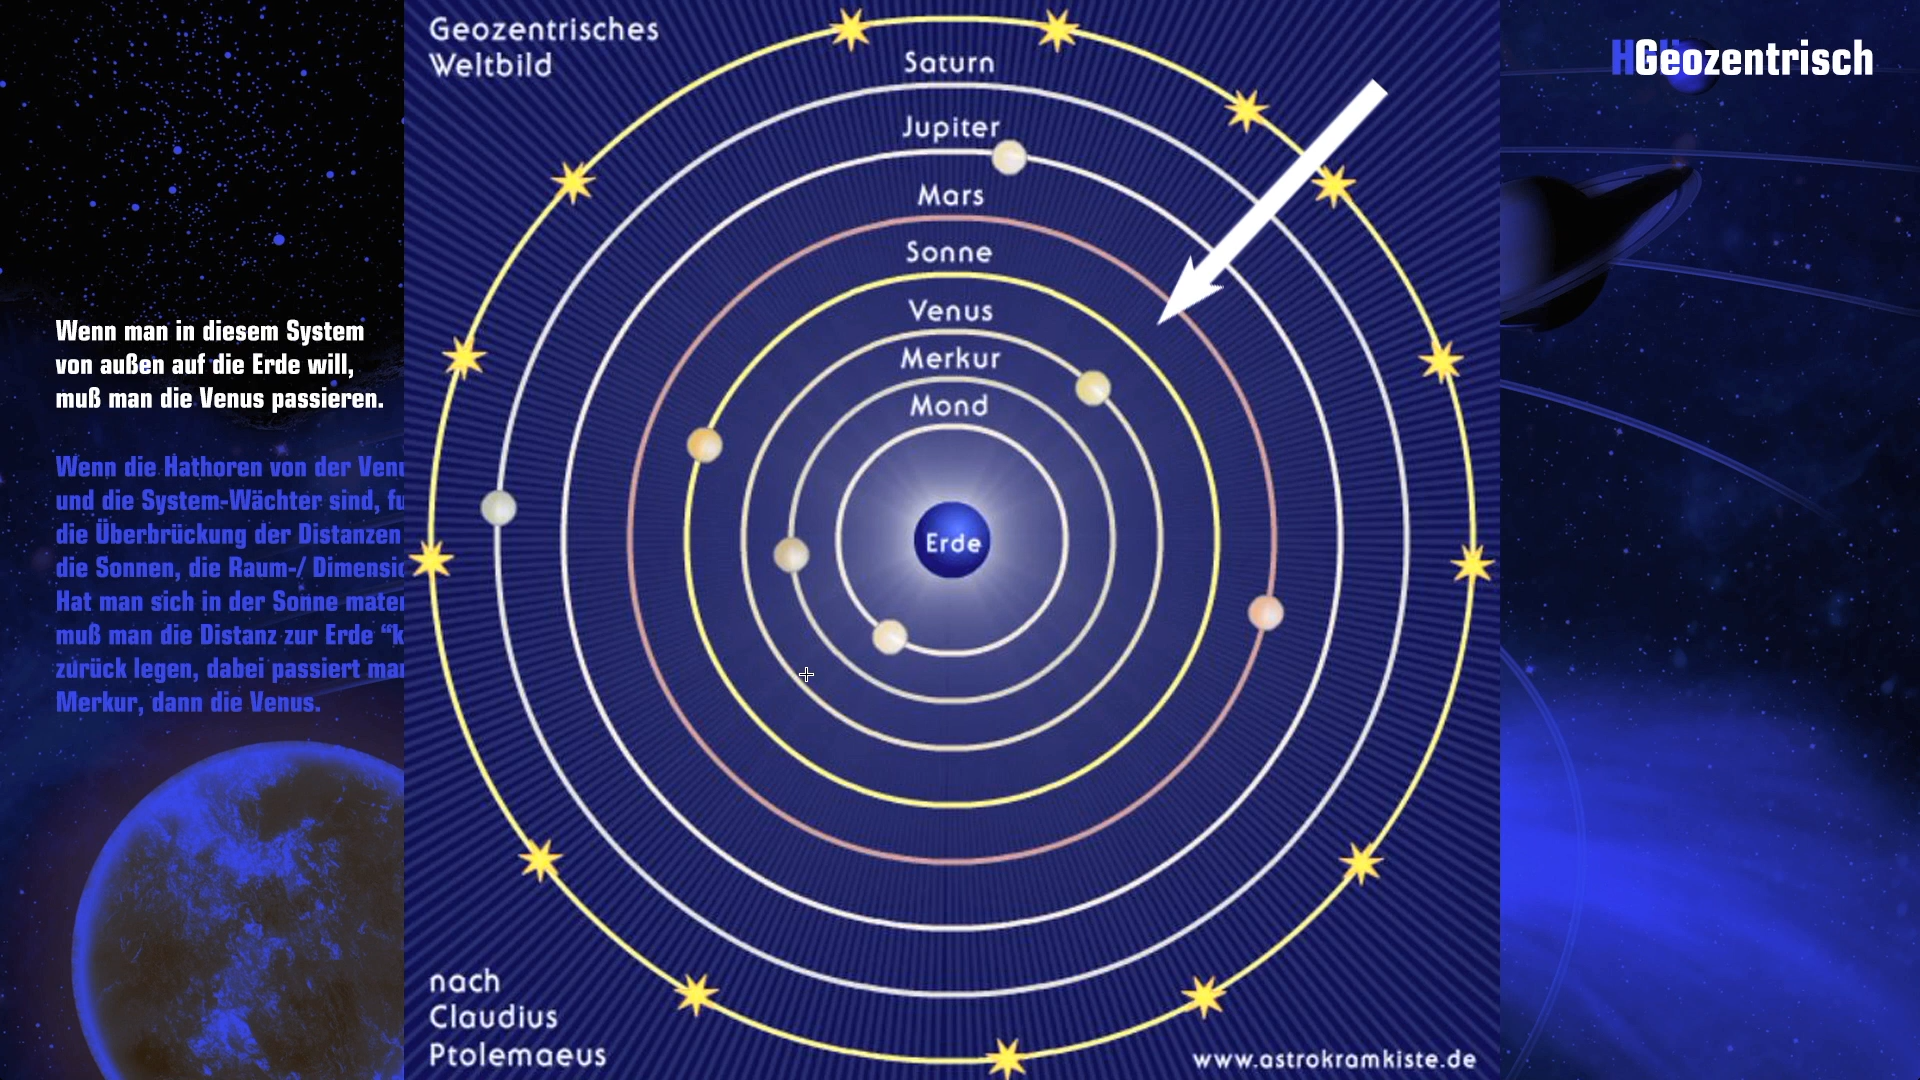 Geozentrisches
Weltbild
Geozentrisch
Saturn
Jupiter
Mars
Sonne
Venus
Merkur
Mond
Erde
Wenn man in diesem System
von außen auf die Erde will,
muß man die Venus passieren.
Wenn die Hathoren von der
und die System-Wächter sind,
die Überbrückung der Distanzen
die Sonnen, die Raum-/
Hat man sich in der Sonne
muß man die Distanz zur Erde
zurück legen, dabei passiert
Merkur, dann die Venus.
nach
Claudius
Ptolemaeus
www.astrokramkiste.de